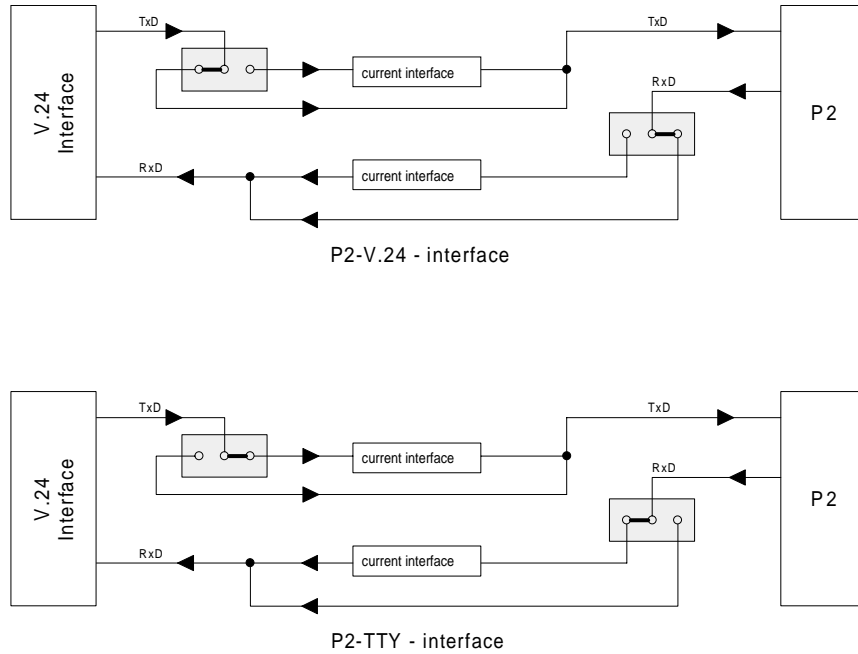 TxD
TxD
current interface
V.24
Interface
RxD
P2
RxD
current interface
P2-V.24 - interface
TxD
TxD
current interface
V.24
Interface
RxD
P2
RxD
current interface
P2-TTY - interface